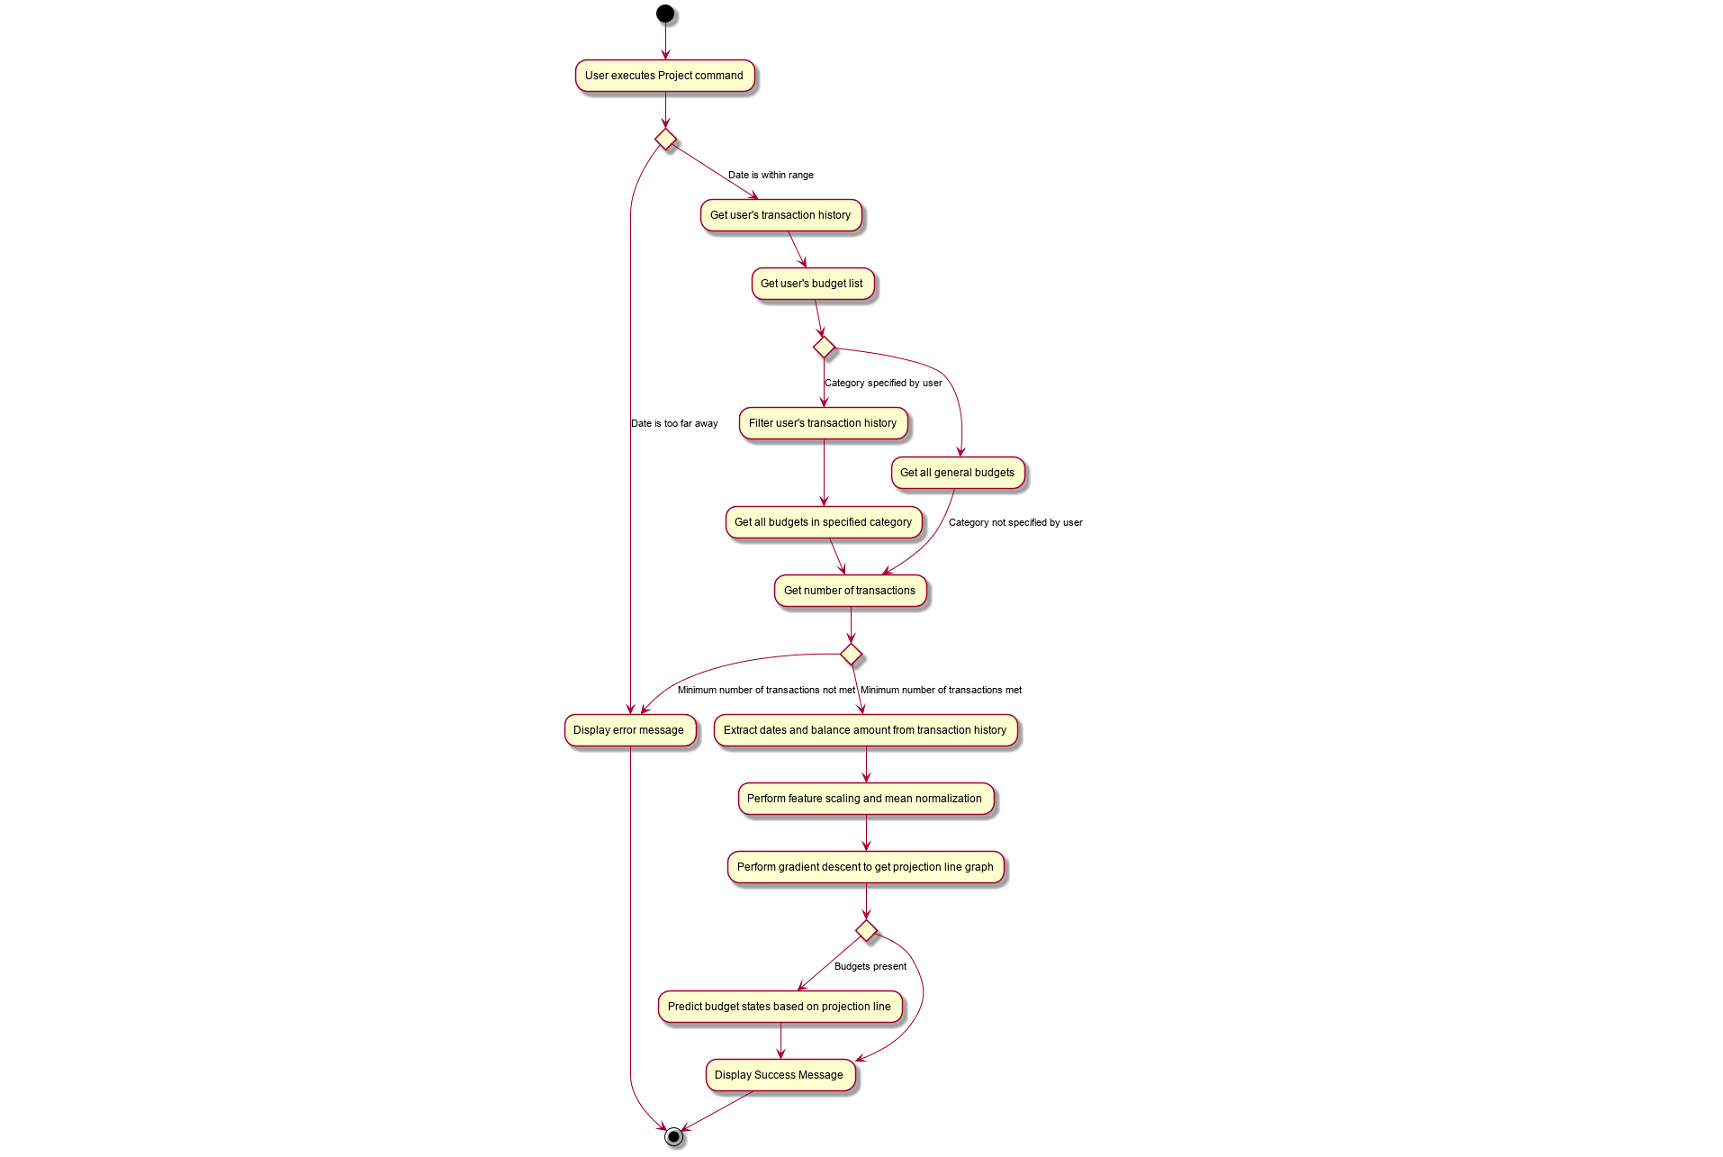 User executes Project command
Date is within range
Get user's transaction history
Get user's budget list
Category specified by user
Date is too far away
Filter user's transaction history
Get all general budgets
Get all budgets in specified category
Category not specified by user
Get number of transactions
Minimum number of transactions not met
Minimum number of transactions met
Display error message
Extract dates and balance amount from transaction history
Perform feature scaling and mean normalization
Perform gradient descent to get projection line graph
Budgets present
Predict budget states based on projection line
Display Success Message